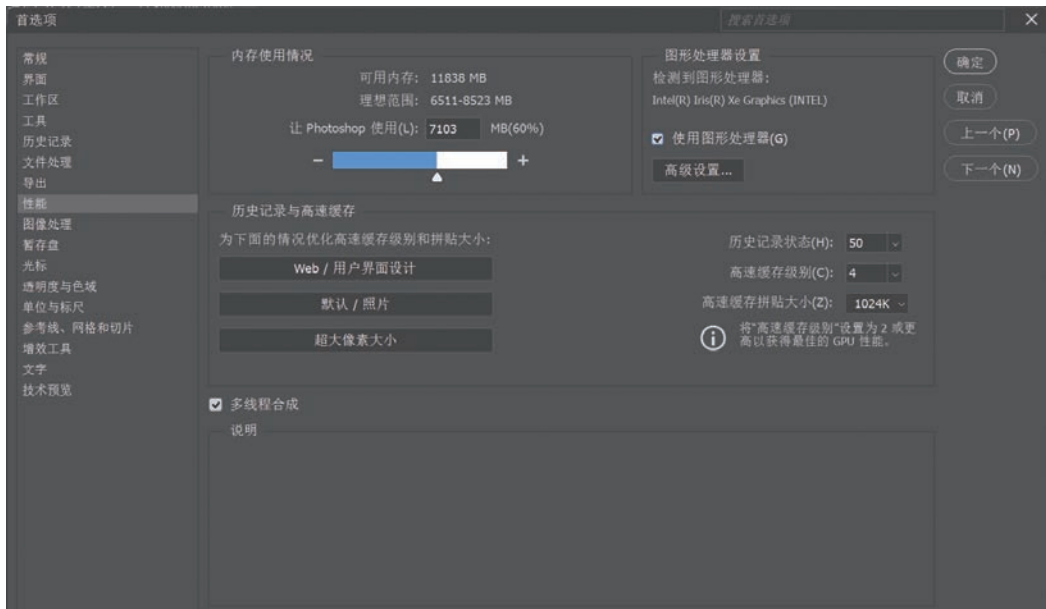 首选项
搜索首选项
常规
界面
工作区
工具
历史记录
文件处理
导出
性能
图像处理
暂存盘
光标
透明度与色域
单位与标尺
参考线、网格和切片
增效工具
文字
技术预览
内存使用情况
可用内存: 11838 MB
理想范围: 6511-8523 MB
让 Photoshop 使用(L): 7103 MB(60%)
− +
图形处理器设置
检测到图形处理器:
Intel(R) Iris(R) Xe Graphics (INTEL)
使用图形处理器(G)
高级设置...
确定
取消
上一个(P)
下一个(N)
历史记录与高速缓存
为下面的情况优化高速缓存级别和拼贴大小:
Web / 用户界面设计
默认 / 照片
超大像素大小
历史记录状态(H): 50
高速缓存级别(C): 4
高速缓存拼贴大小(Z): 1024K
将“高速缓存级别”设置为 2 或更
高以获得最佳的 GPU 性能。
多线程合成
说明